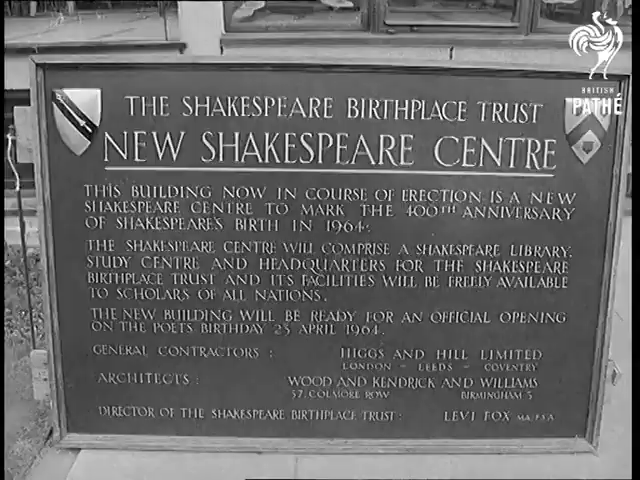 BRITISH
PATHÉ
THE SHAKESPEARE BIRTHPLACE TRUST
NEW SHAKESPEARE CENTRE
THIS BUILDING NOW IN COURSE OF ERECTION IS A NEW
SHAKESPEARE CENTRE TO MARK THE 400TH ANNIVERSARY
OF SHAKESPEARE'S BIRTH IN 1964.
THE SHAKESPEARE CENTRE WILL COMPRISE A SHAKESPEARE LIBRARY,
STUDY CENTRE AND HEADQUARTERS FOR THE SHAKESPEARE
BIRTHPLACE TRUST AND ITS FACILITIES WILL BE FREELY AVAILABLE
TO SCHOLARS OF ALL NATIONS.
THE NEW BUILDING WILL BE READY FOR AN OFFICIAL OPENING
ON THE POETS BIRTHDAY 23 APRIL 1964.
GENERAL CONTRACTORS : HIGGS AND HILL LIMITED
LONDON – LEEDS – COVENTRY
ARCHITECTS : WOOD AND KENDRICK AND WILLIAMS
57, COLMORE ROW BIRMINGHAM 3
DIRECTOR OF THE SHAKESPEARE BIRTHPLACE TRUST : LEVI FOX M.A. F.S.A